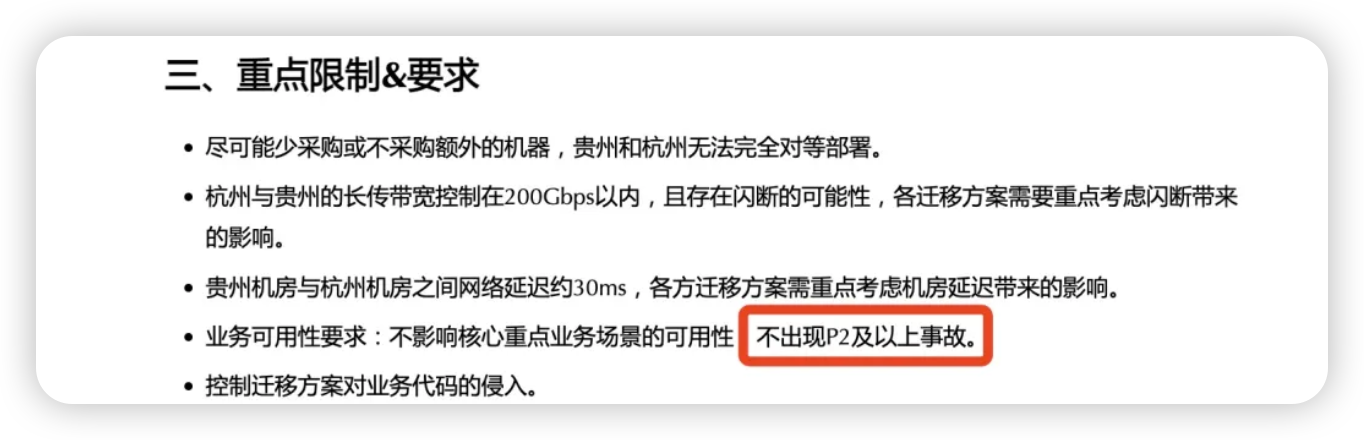 三、重点限制&要求
• 尽可能少采购或不采购额外的机器，贵州和杭州无法完全对等部署。
• 杭州与贵州的长传带宽控制在200Gbps以内，且存在闪断的可能性，各迁移方案需要重点考虑闪断带来
的影响。
• 贵州机房与杭州机房之间网络延迟约30ms，各方迁移方案需重点考虑机房延迟带来的影响。
• 业务可用性要求：不影响核心重点业务场景的可用性 不出现P2及以上事故。
• 控制迁移方案对业务代码的侵入。